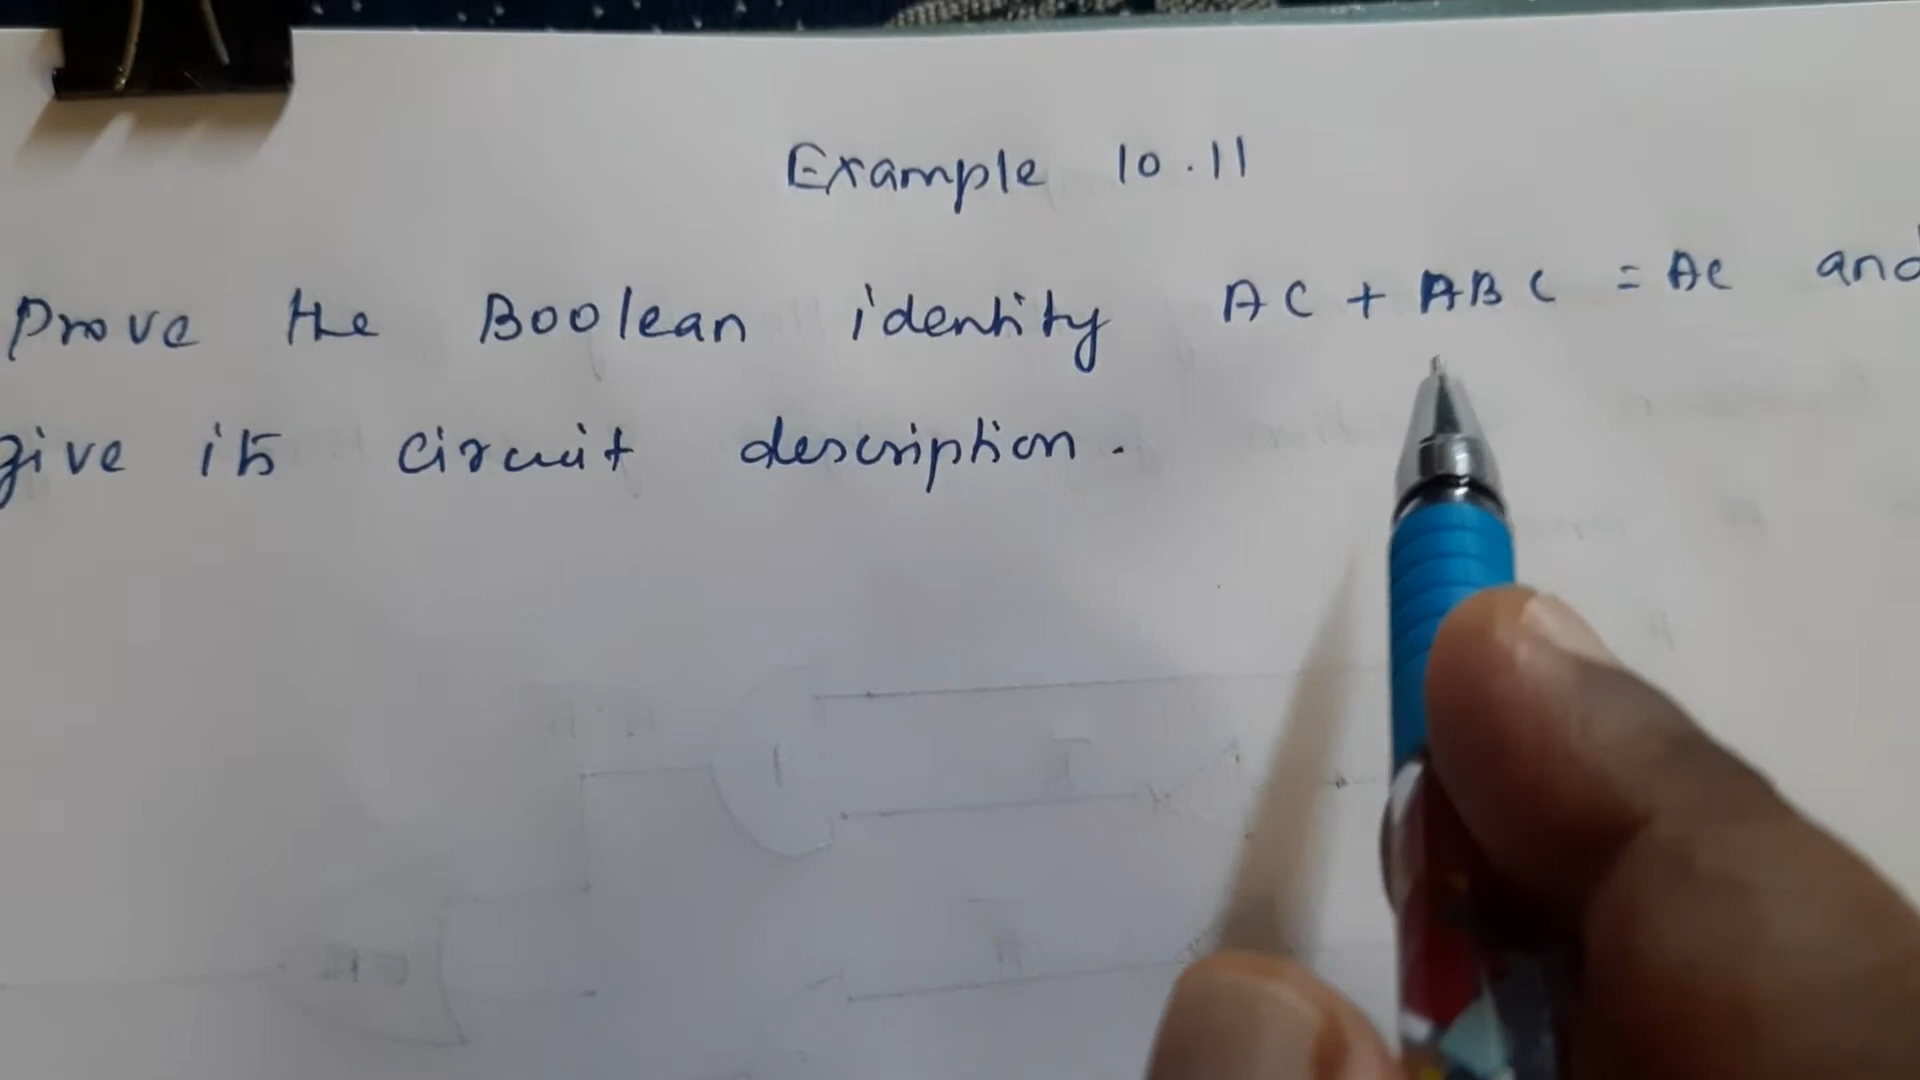 Example 10.11
Prove the Boolean identity AC + ABC = AC and
give its circuit description.